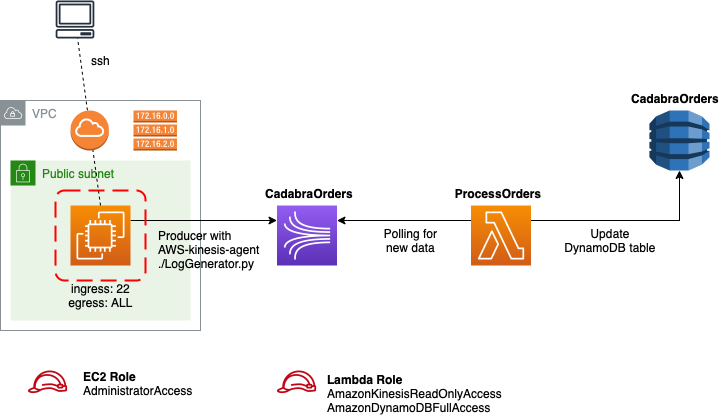 ssh
VPC
172.16.0.0
172.16.1.0
172.16.2.0
Public subnet
CadabraOrders
CadabraOrders
ProcessOrders
Producer with
AWS-kinesis-agent
./LogGenerator.py
Polling for
new data
Update
DynamoDB table
ingress: 22
egress: ALL
EC2 Role
AdministratorAccess
Lambda Role
AmazonKinesisReadOnlyAccess
AmazonDynamoDBFullAccess